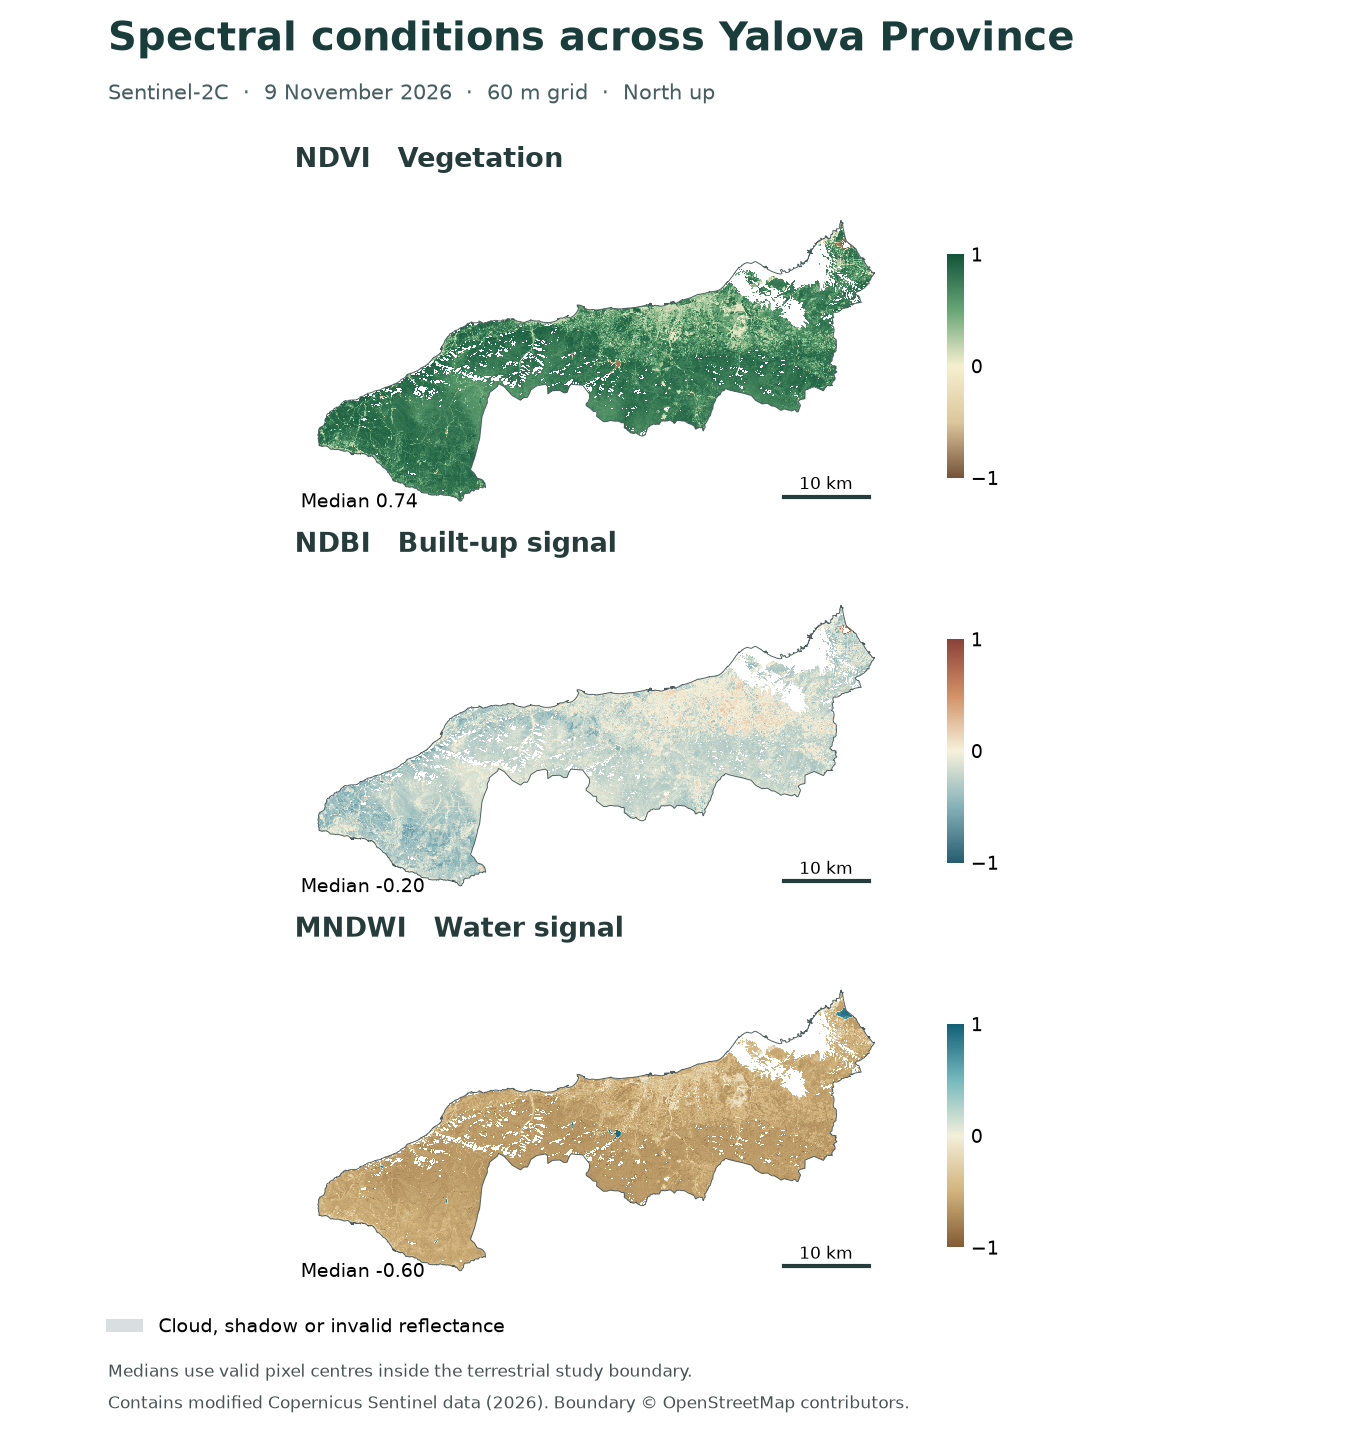 Spectral conditions across Yalova Province
Sentinel-2C · 9 November 2026 · 60 m grid · North up
NDVI Vegetation
1
0
−1
10 km
Median 0.74
NDBI Built-up signal
1
0
−1
10 km
Median -0.20
MNDWI Water signal
1
0
−1
10 km
Median -0.60
Cloud, shadow or invalid reflectance
Medians use valid pixel centres inside the terrestrial study boundary.
Contains modified Copernicus Sentinel data (2026). Boundary © OpenStreetMap contributors.